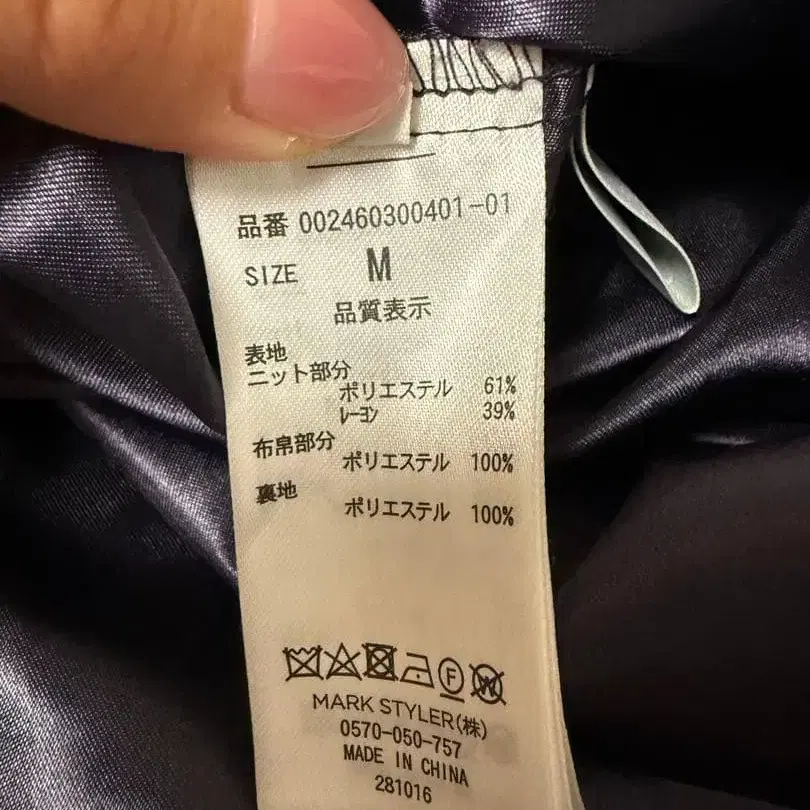 品番 002460300401-01
SIZE M
品質表示
表地
ニット部分
ポリエステル 61%
ﾚｰﾖﾝ 39%
布帛部分
ポリエステル 100%
裏地
ポリエステル 100%
F W
MARK STYLER(株)
0570-050-757
MADE IN CHINA
281016